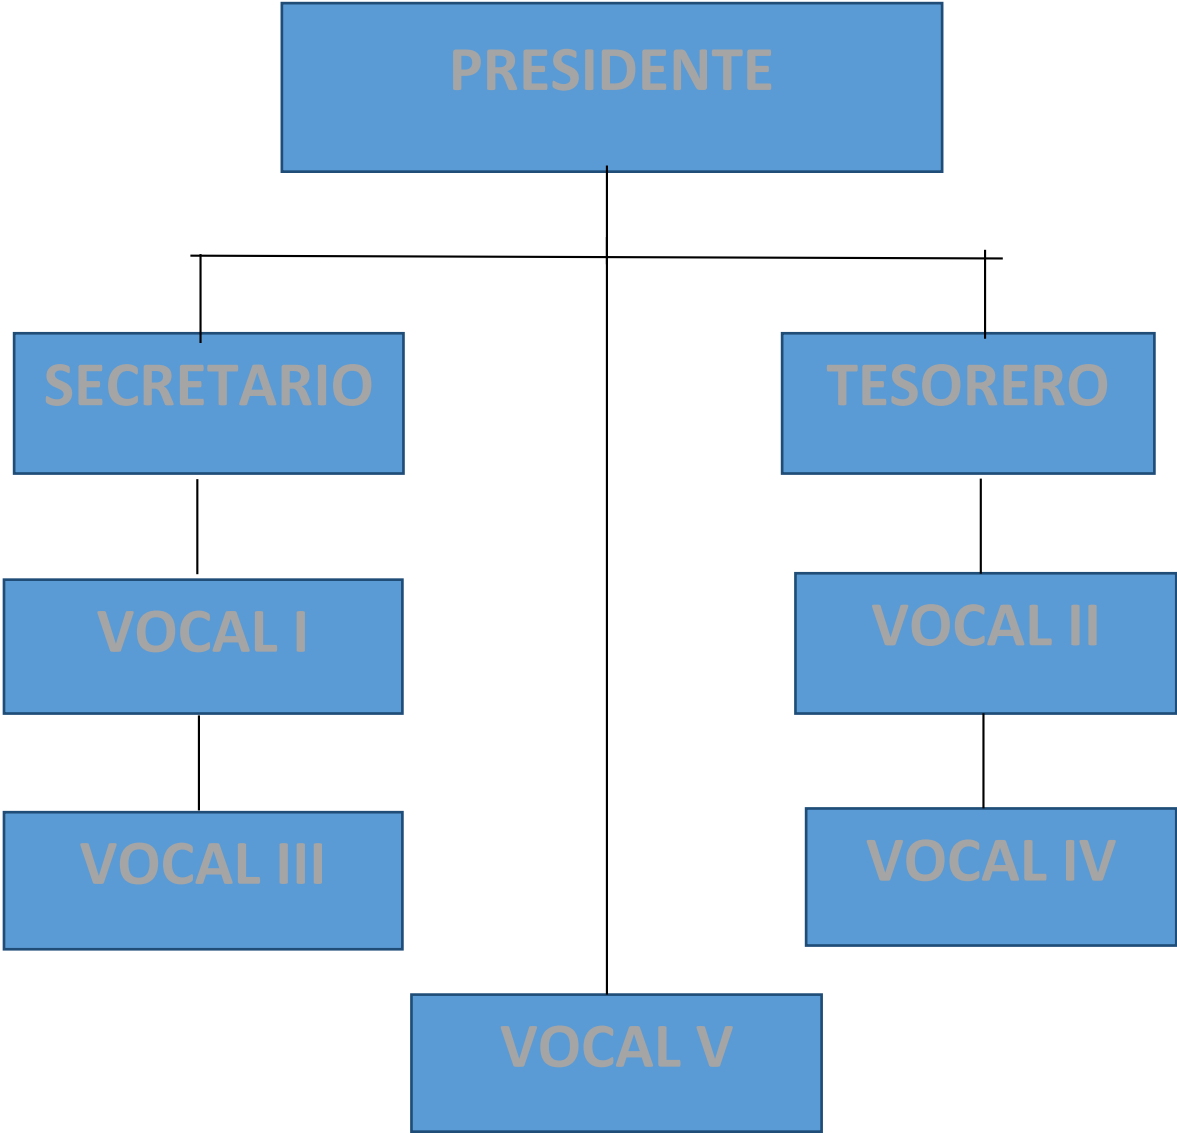 PRESIDENTE
SECRETARIO
TESORERO
VOCAL I
VOCAL II
VOCAL III
VOCAL IV
VOCAL V